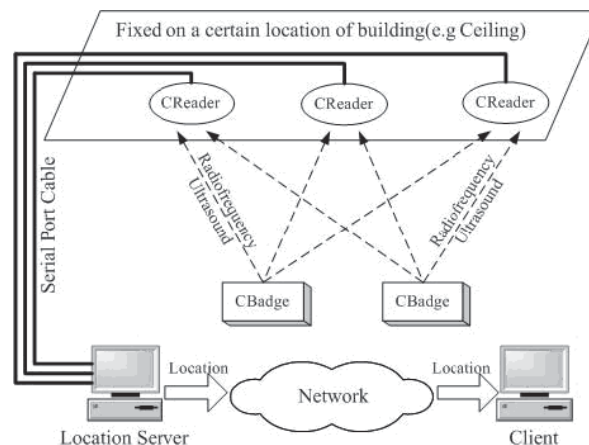 Fixed on a certain location of building(e.g Ceiling)
CReader
CReader
CReader
Serial Port Cable
Radiofrequency
Ultrasound
Radiofrequency
Ultrasound
CBadge
CBadge
Location
Network
Location
Location Server
Client